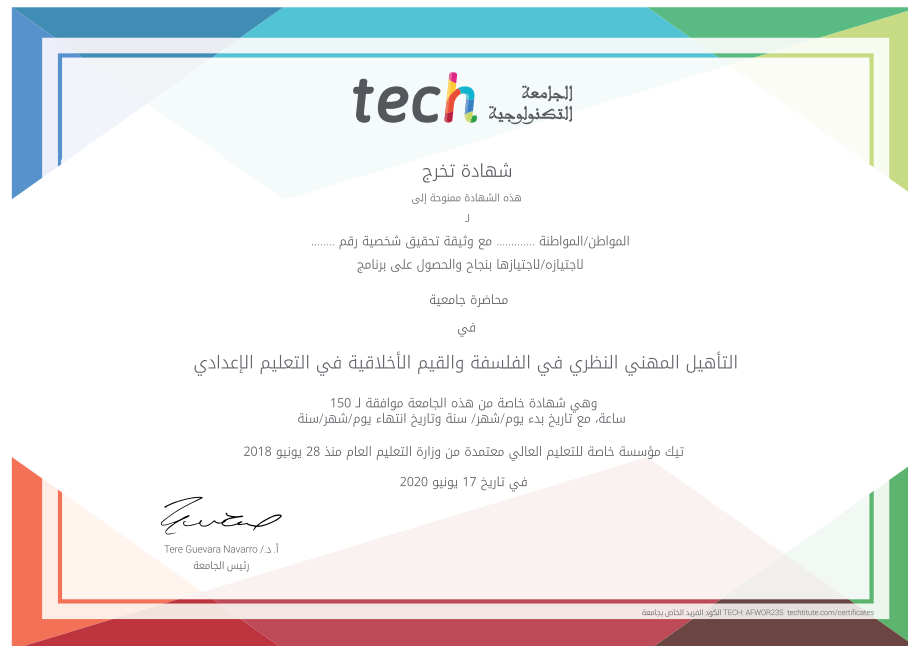 tech الجامعة
التكنولوجية
شهادة تخرج
هذه الشهادة ممنوحة إلى
لـ
المواطن/المواطنة ............. مع وثيقة تحقيق شخصية رقم ........
لاجتيازه/لاجتيازها بنجاح والحصول على برنامج
محاضرة جامعية
في
التأهيل المهني النظري في الفلسفة والقيم الأخلاقية في التعليم الإعدادي
وهي شهادة خاصة من هذه الجامعة موافقة لـ 150
ساعة، مع تاريخ بدء يوم/شهر/ سنة وتاريخ انتهاء يوم/شهر/سنة
تيك مؤسسة خاصة للتعليم العالي معتمدة من وزارة التعليم العام منذ 28 يونيو 2018
في تاريخ 17 يونيو 2020
أ. د./ Tere Guevara Navarro
رئيس الجامعة
الكود الفريد الخاص بجامعة TECH: AFWOR23S techtitute.com/certificates